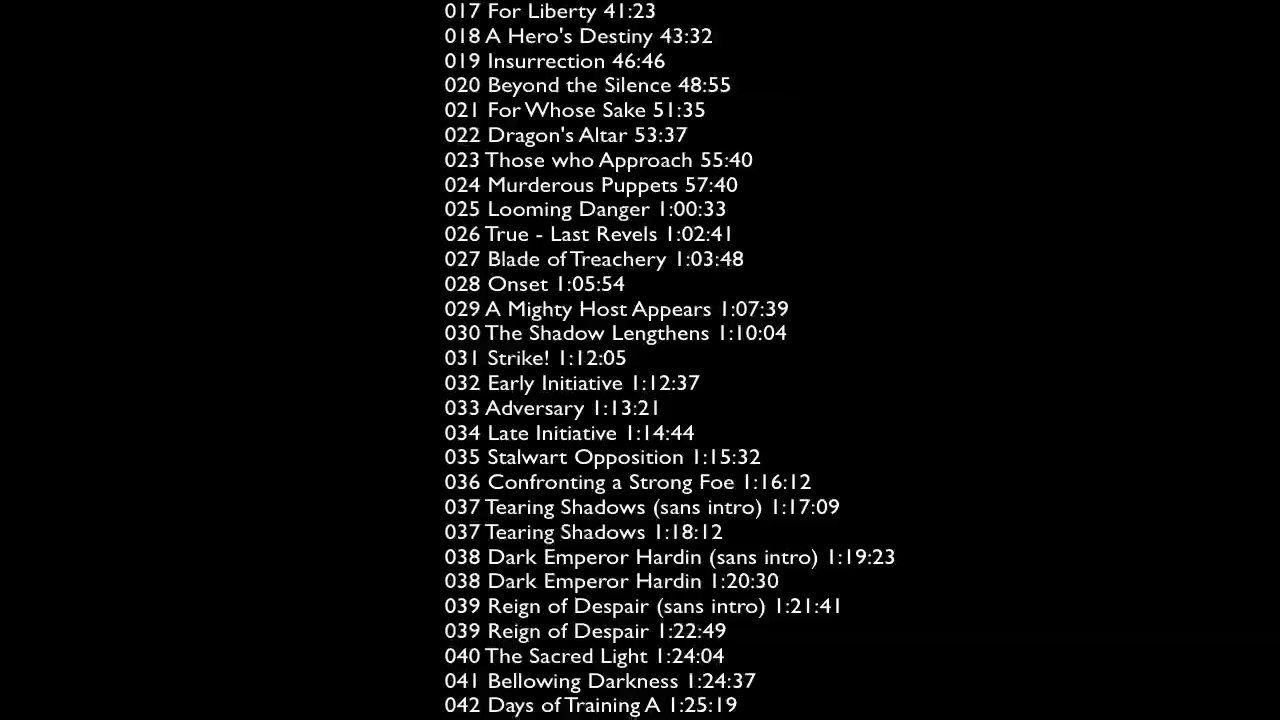 017 For Liberty 41:23
018 A Hero's Destiny 43:32
019 Insurrection 46:46
020 Beyond the Silence 48:55
021 For Whose Sake 51:35
022 Dragon's Altar 53:37
023 Those who Approach 55:40
024 Murderous Puppets 57:40
025 Looming Danger 1:00:33
026 True - Last Revels 1:02:41
027 Blade of Treachery 1:03:48
028 Onset 1:05:54
029 A Mighty Host Appears 1:07:39
030 The Shadow Lengthens 1:10:04
031 Strike! 1:12:05
032 Early Initiative 1:12:37
033 Adversary 1:13:21
034 Late Initiative 1:14:44
035 Stalwart Opposition 1:15:32
036 Confronting a Strong Foe 1:16:12
037 Tearing Shadows (sans intro) 1:17:09
037 Tearing Shadows 1:18:12
038 Dark Emperor Hardin (sans intro) 1:19:23
038 Dark Emperor Hardin 1:20:30
039 Reign of Despair (sans intro) 1:21:41
039 Reign of Despair 1:22:49
040 The Sacred Light 1:24:04
041 Bellowing Darkness 1:24:37
042 Days of Training A 1:25:19